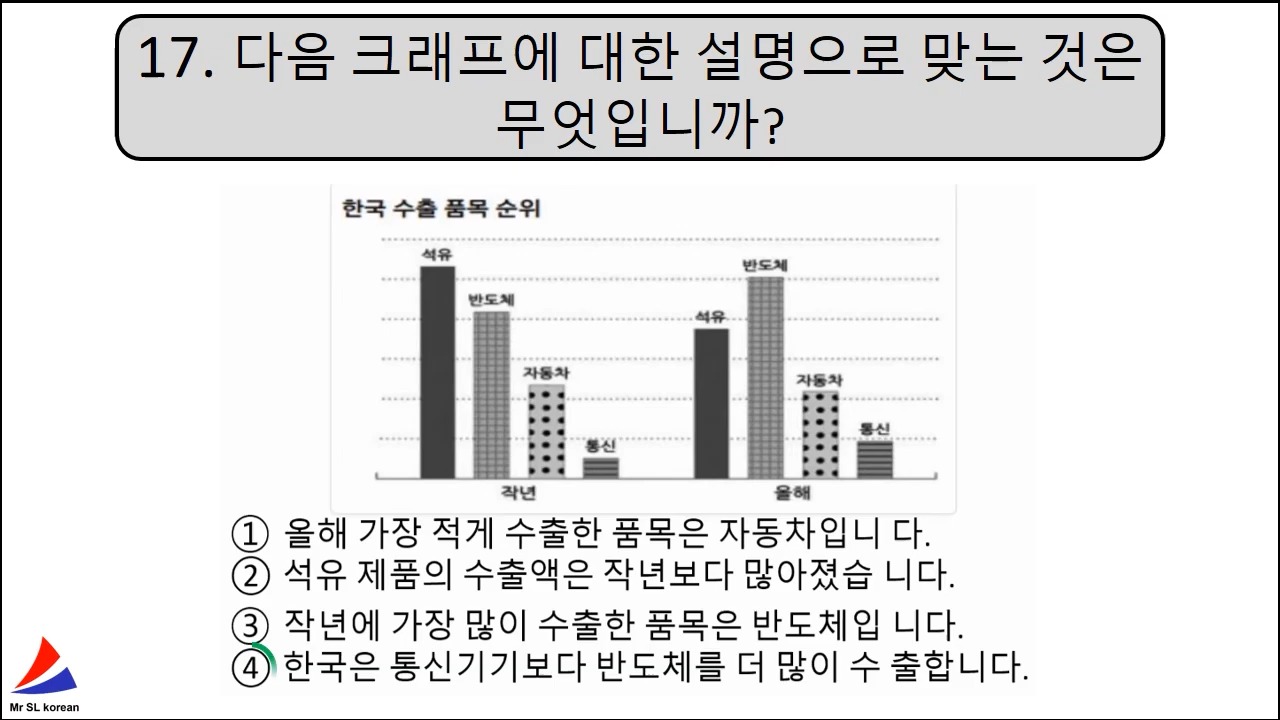 17. 다음 크래프에 대한 설명으로 맞는 것은
무엇입니까?
한국 수출 품목 순위
석유
반도체
자동차
통신
석유
반도체
자동차
통신
작년
올해
① 올해 가장 적게 수출한 품목은 자동차입니 다.
② 석유 제품의 수출액은 작년보다 많아졌습 니다.
③ 작년에 가장 많이 수출한 품목은 반도체입 니다.
④ 한국은 통신기기보다 반도체를 더 많이 수 출합니다.
Mr SL korean